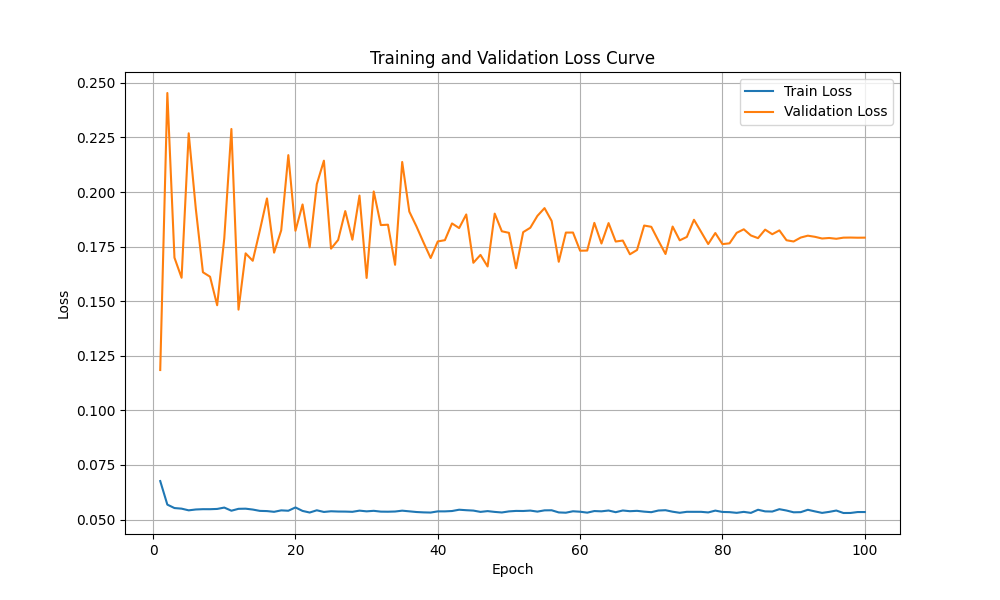 Training and Validation Loss Curve
Train Loss
Validation Loss
Loss
0.250
0.225
0.200
0.175
0.150
0.125
0.100
0.075
0.050
0 20 40 60 80 100
Epoch